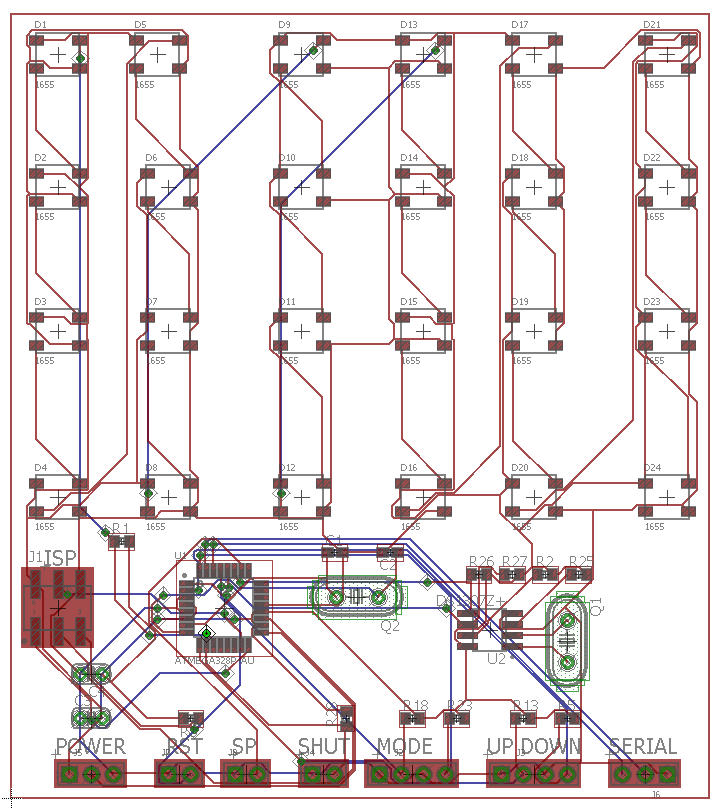 D1 D5 D9 D13 D17 D21
1655 1655 1655 1655 1655 1655
D2 D6 D10 D14 D18 D22
1655 1655 1655 1655 1655 1655
D3 D7 D11 D15 D19 D23
1655 1655 1655 1655 1655 1655
D4 D8 D12 D16 D20 D24
1655 1655 1655 1655 1655 1655
R1
J1 ISP U1 C1 C2
R26 R27 R2 R25
Q1
Q2
U2
ATMEGA328P-AU
R18 R23 R13
POWER RST SP SHUT MODE UP DOWN SERIAL
J6